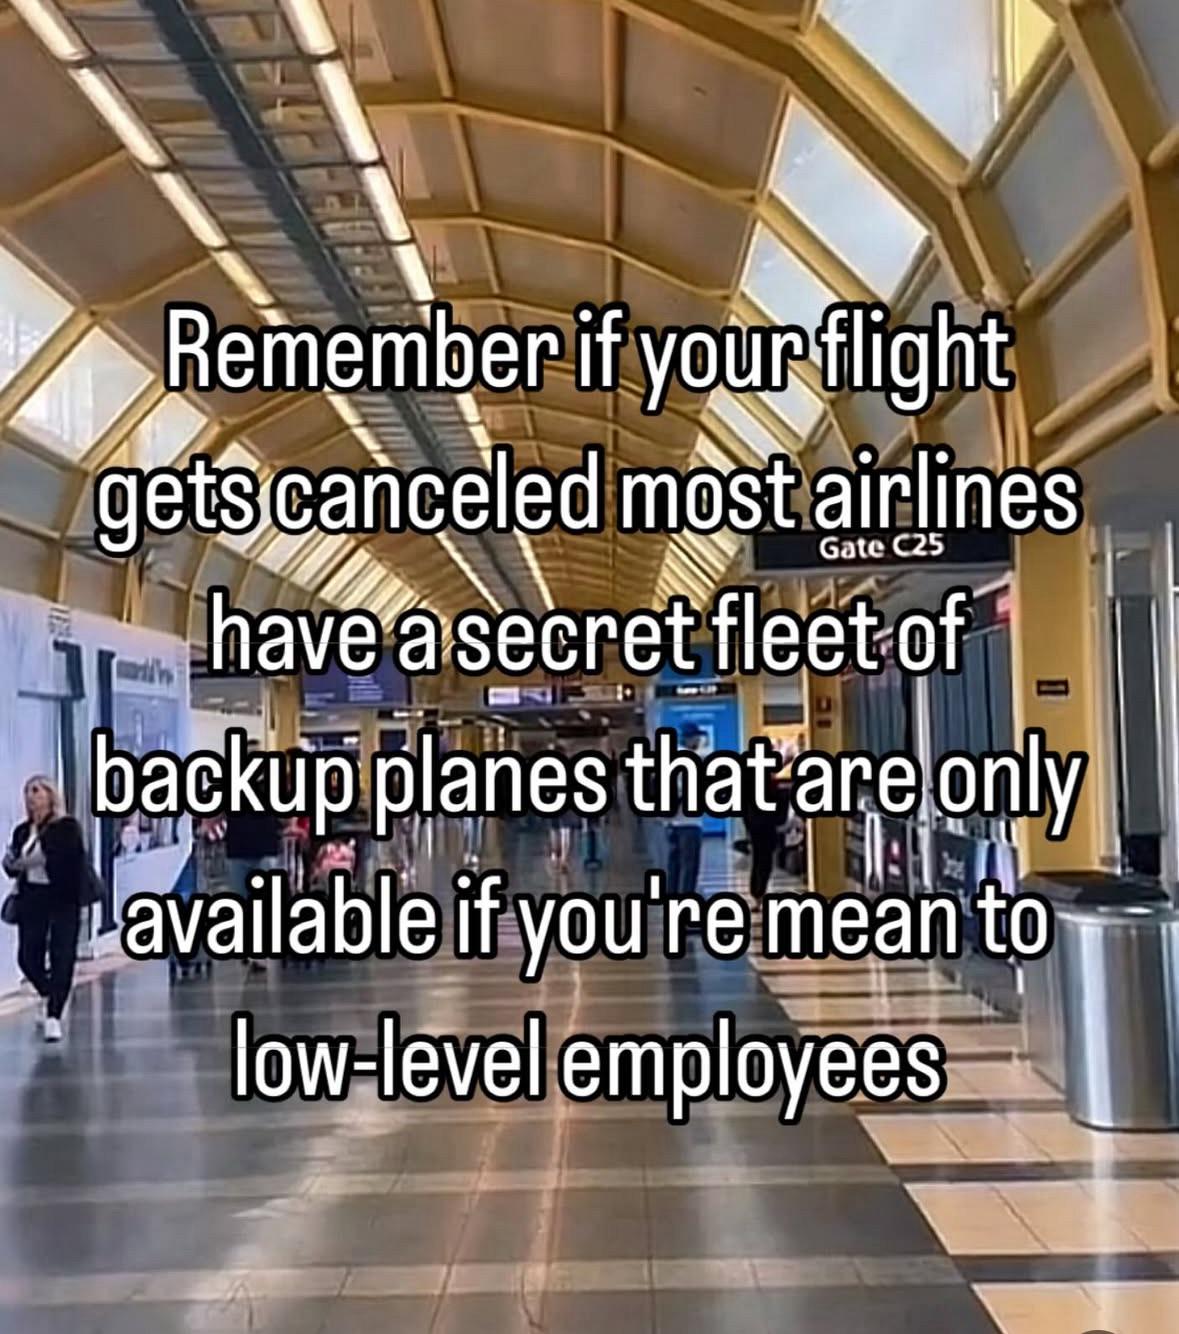 Remember if your flight
gets canceled most airlines
Gate C25
have a secret fleet of
backup planes that are only
available if you're mean to
low-level employees